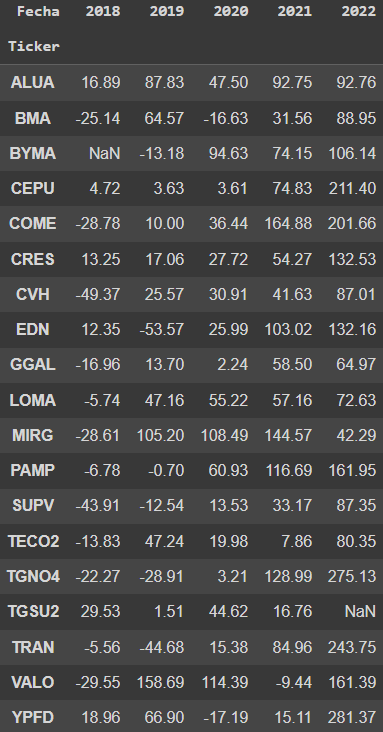 Fecha 2018 2019 2020 2021 2022
Ticker
ALUA 16.89 87.83 47.50 92.75 92.76
BMA -25.14 64.57 -16.63 31.56 88.95
BYMA NaN -13.18 94.63 74.15 106.14
CEPU 4.72 3.63 3.61 74.83 211.40
COME -28.78 10.00 36.44 164.88 201.66
CRES 13.25 17.06 27.72 54.27 132.53
CVH -49.37 25.57 30.91 41.63 87.01
EDN 12.35 -53.57 25.99 103.02 132.16
GGAL -16.96 13.70 2.24 58.50 64.97
LOMA -5.74 47.16 55.22 57.16 72.63
MIRG -28.61 105.20 108.49 144.57 42.29
PAMP -6.78 -0.70 60.93 116.69 161.95
SUPV -43.91 -12.54 13.53 33.17 87.35
TECO2 -13.83 47.24 19.98 7.86 80.35
TGNO4 -22.27 -28.91 3.21 128.99 275.13
TGSU2 29.53 1.51 44.62 16.76 NaN
TRAN -5.56 -44.68 15.38 84.96 243.75
VALO -29.55 158.69 114.39 -9.44 161.39
YPFD 18.96 66.90 -17.19 15.11 281.37